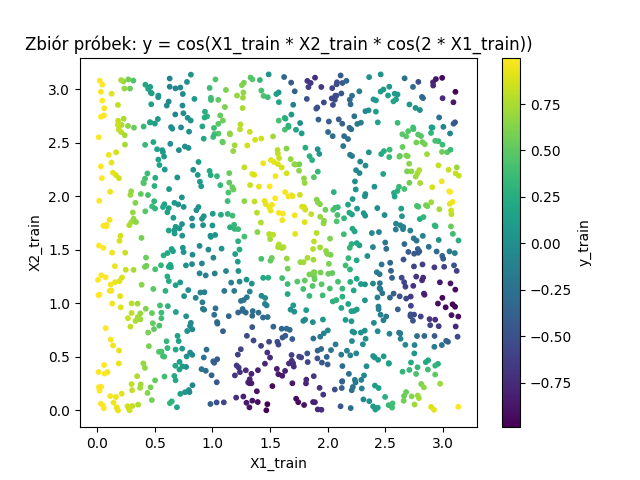 Zbiór próbek: y = cos(X1_train * X2_train * cos(2 * X1_train))
3.0
2.5
2.0
1.5
1.0
0.5
0.0
X2_train
0.0 0.5 1.0 1.5 2.0 2.5 3.0
X1_train
0.75
0.50
0.25
0.00
−0.25
−0.50
−0.75
y_train